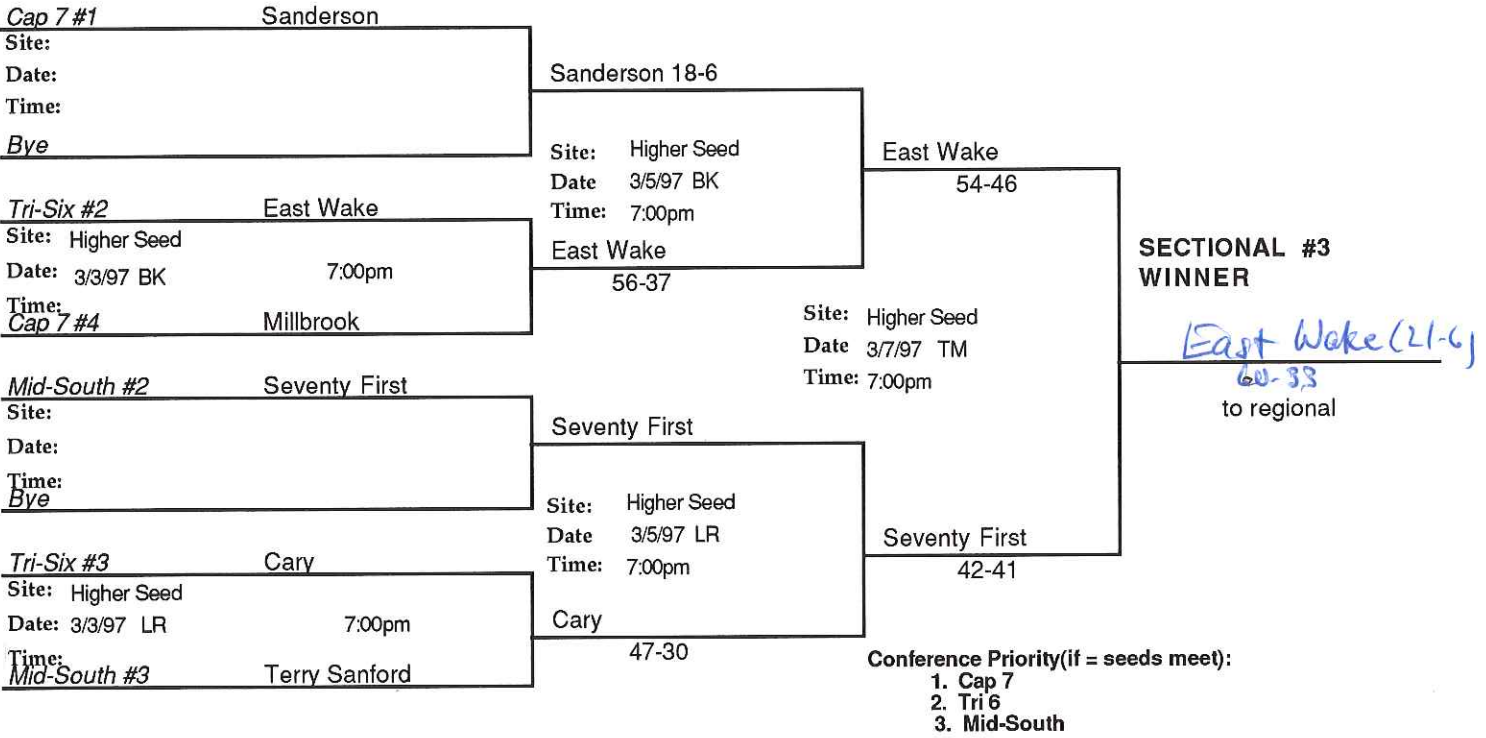 Cap 7 #1 Sanderson
Site:
Date:
Time:
Bye
Sanderson 18-6
Site: Higher Seed
Date 3/5/97 BK
Time: 7:00pm
Tri-Six #2 East Wake
Site: Higher Seed
Date: 3/3/97 BK 7:00pm
Time:
Cap 7 #4 Millbrook
East Wake
56-37
East Wake
54-46
Mid-South #2 Seventy First
Site:
Date:
Time:
Bye
Seventy First
Site: Higher Seed
Date 3/5/97 LR
Time: 7:00pm
Tri-Six #3 Cary
Site: Higher Seed
Date: 3/3/97 LR 7:00pm
Time:
Mid-South #3 Terry Sanford
Cary
47-30
Seventy First
42-41
Site: Higher Seed
Date 3/7/97 TM
Time: 7:00pm
SECTIONAL #3
WINNER
East Wake (21-6)
60-33
to regional
Conference Priority(if = seeds meet):
1. Cap 7
2. Tri 6
3. Mid-South